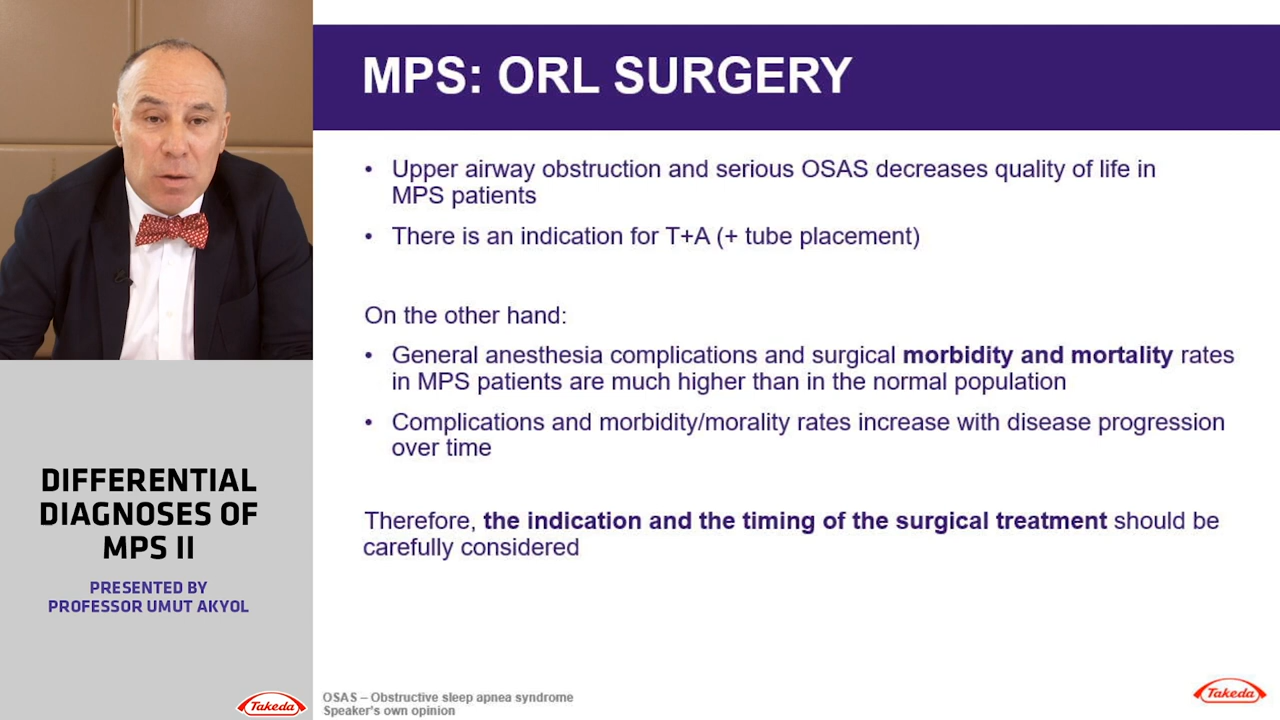 MPS: ORL SURGERY
• Upper airway obstruction and serious OSAS decreases quality of life in
MPS patients
• There is an indication for T+A (+ tube placement)
On the other hand:
• General anesthesia complications and surgical morbidity and mortality rates
in MPS patients are much higher than in the normal population
• Complications and morbidity/morality rates increase with disease progression
over time
Therefore, the indication and the timing of the surgical treatment should be
carefully considered
DIFFERENTIAL
DIAGNOSES OF
MPS II
PRESENTED BY
PROFESSOR UMUT AKYOL
Takeda
OSAS – Obstructive sleep apnea syndrome
Speaker's own opinion
Takeda